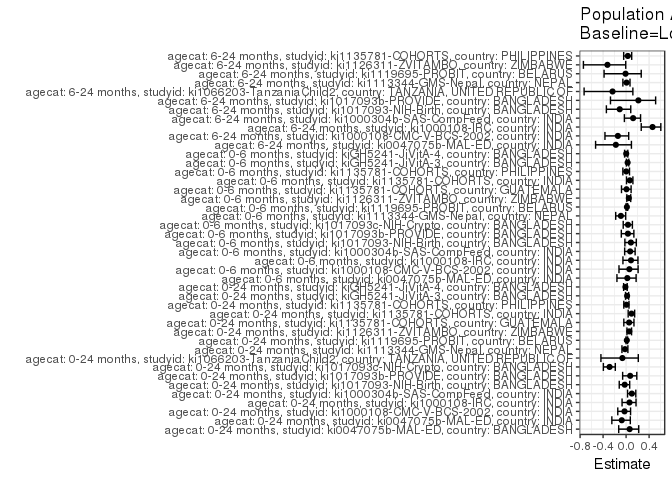 Population
Baseline=Lo
agecat: 6-24 months, studyid: ki1135781-COHORTS, country: PHILIPPINES
agecat: 6-24 months, studyid: ki1126311-ZVITAMBO, country: ZIMBABWE
agecat: 6-24 months, studyid: ki1119695-PROBIT, country: BELARUS
agecat: 6-24 months, studyid: ki1113344-GMS-Nepal, country: NEPAL
agecat: 6-24 months, studyid: ki1066203-TanzaniaChild2, country: TANZANIA, UNITED REPUBLIC OF
agecat: 6-24 months, studyid: ki1017093b-PROVIDE, country: BANGLADESH
agecat: 6-24 months, studyid: ki1017093-NIH-Birth, country: BANGLADESH
agecat: 6-24 months, studyid: ki1000304b-SAS-CompFeed, country: INDIA
agecat: 6-24 months, studyid: ki1000108-IRC, country: INDIA
agecat: 6-24 months, studyid: ki1000108-CMC-V-BCS-2002, country: INDIA
agecat: 6-24 months, studyid: ki0047075b-MAL-ED, country: INDIA
agecat: 0-6 months, studyid: kiGH5241-JiVitA-4, country: BANGLADESH
agecat: 0-6 months, studyid: kiGH5241-JiVitA-3, country: BANGLADESH
agecat: 0-6 months, studyid: ki1135781-COHORTS, country: PHILIPPINES
agecat: 0-6 months, studyid: ki1135781-COHORTS, country: INDIA
agecat: 0-6 months, studyid: ki1135781-COHORTS, country: GUATEMALA
agecat: 0-6 months, studyid: ki1126311-ZVITAMBO, country: ZIMBABWE
agecat: 0-6 months, studyid: ki1119695-PROBIT, country: BELARUS
agecat: 0-6 months, studyid: ki1113344-GMS-Nepal, country: NEPAL
agecat: 0-6 months, studyid: ki1017093c-NIH-Crypto, country: BANGLADESH
agecat: 0-6 months, studyid: ki1017093b-PROVIDE, country: BANGLADESH
agecat: 0-6 months, studyid: ki1017093-NIH-Birth, country: BANGLADESH
agecat: 0-6 months, studyid: ki1000304b-SAS-CompFeed, country: INDIA
agecat: 0-6 months, studyid: ki1000108-IRC, country: INDIA
agecat: 0-6 months, studyid: ki1000108-CMC-V-BCS-2002, country: INDIA
agecat: 0-6 months, studyid: ki0047075b-MAL-ED, country: INDIA
agecat: 0-24 months, studyid: kiGH5241-JiVitA-4, country: BANGLADESH
agecat: 0-24 months, studyid: kiGH5241-JiVitA-3, country: BANGLADESH
agecat: 0-24 months, studyid: ki1135781-COHORTS, country: PHILIPPINES
agecat: 0-24 months, studyid: ki1135781-COHORTS, country: INDIA
agecat: 0-24 months, studyid: ki1135781-COHORTS, country: GUATEMALA
agecat: 0-24 months, studyid: ki1126311-ZVITAMBO, country: ZIMBABWE
agecat: 0-24 months, studyid: ki1119695-PROBIT, country: BELARUS
agecat: 0-24 months, studyid: ki1113344-GMS-Nepal, country: NEPAL
agecat: 0-24 months, studyid: ki1066203-TanzaniaChild2, country: TANZANIA, UNITED REPUBLIC OF
agecat: 0-24 months, studyid: ki1017093c-NIH-Crypto, country: BANGLADESH
agecat: 0-24 months, studyid: ki1017093b-PROVIDE, country: BANGLADESH
agecat: 0-24 months, studyid: ki1017093-NIH-Birth, country: BANGLADESH
agecat: 0-24 months, studyid: ki1000304b-SAS-CompFeed, country: INDIA
agecat: 0-24 months, studyid: ki1000108-IRC, country: INDIA
agecat: 0-24 months, studyid: ki1000108-CMC-V-BCS-2002, country: INDIA
agecat: 0-24 months, studyid: ki0047075b-MAL-ED, country: INDIA
agecat: 0-24 months, studyid: ki0047075b-MAL-ED, country: BANGLADESH
-0.8 -0.4 0.0 0.4
Estimate